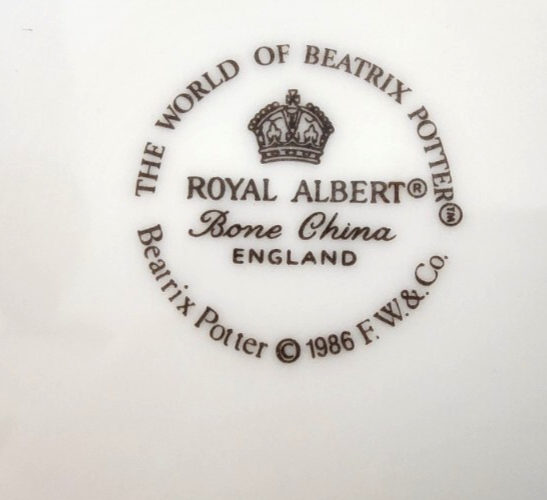 THE WORLD OF BEATRIX POTTER™
ROYAL ALBERT®
Bone China
ENGLAND
Beatrix Potter © 1986 F. W. & Co.